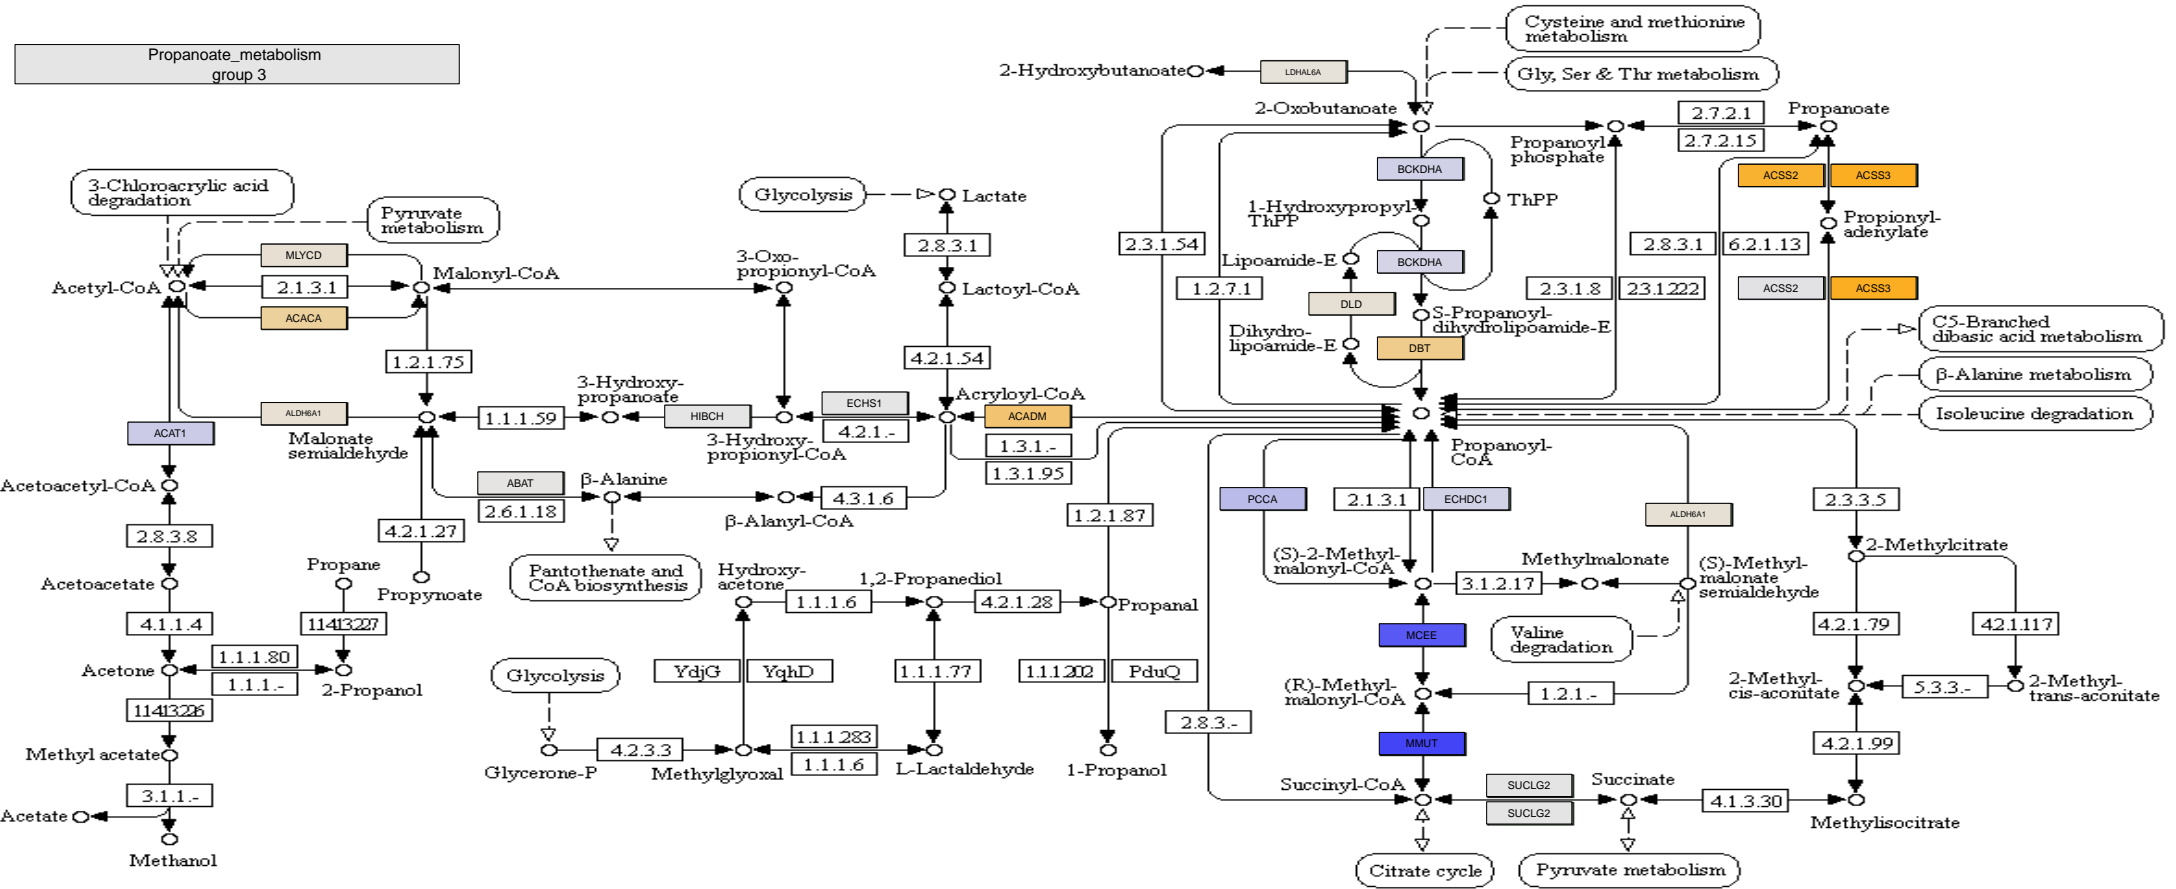 Propanoate_metabolism
group 3
Cysteine and methionine
metabolism
Gly, Ser & Thr metabolism
2-Hydroxybutanoate
LDHAL6A
2-Oxobutanoate
2.7.2.1
2.7.2.15
Propanoate
Propanoyl
phosphate
BCKDHA
ACSS2
ACSS3
3-Chloroacrylic acid
degradation
Pyruvate
metabolism
Glycolysis
Lactate
1-Hydroxypropyl-
ThPP
ThPP
Propionyl-
adenylate
2.8.3.1
2.3.1.54
2.8.3.1
6.2.1.13
MLYCD
Malonyl-CoA
3-Oxo-
propionyl-CoA
Lipoamide-E
BCKDHA
Acetyl-CoA
2.1.3.1
Lactoyl-CoA
1.2.7.1
2.3.1.8
2.3.1.222
ACSS2
ACSS3
DLD
ACACA
S-Propanoyl-
dihydrolipoamide-E
Dihydro-
lipoamide-E
DBT
C5-Branched
dibasic acid metabolism
1.2.1.75
4.2.1.54
β-Alanine metabolism
3-Hydroxy-
propanoate
Acryloyl-CoA
Isoleucine degradation
ALDH6A1
1.1.1.59
HIBCH
ECHS1
4.2.1.-
ACADM
ACAT1
Malonate
semialdehyde
3-Hydroxy-
propionyl-CoA
1.3.1.-
1.3.1.95
Propanoyl-
CoA
Acetoacetyl-CoA
ABAT
2.6.1.18
β-Alanine
β-Alanyl-CoA
4.3.1.6
PCCA
2.1.3.1
ECHDC1
ALDH6A1
2.3.3.5
2.8.3.8
4.2.1.27
1.2.1.87
Acetoacetate
Propane
Propynoate
Pantothenate and
CoA biosynthesis
Hydroxy-
acetone
1,2-Propanediol
(S)-2-Methyl-
malonyl-CoA
Methylmalonate
(S)-Methyl-
malonate
semialdehyde
2-Methylcitrate
1.1.1.6
4.2.1.28
Propanal
3.1.2.17
4.1.1.4
1.14.13.227
MCEE
Valine
degradation
4.2.1.79
4.2.1.117
Acetone
1.1.1.80
1.1.1.-
2-Propanol
Glycolysis
YdjG
YqhD
1.1.1.77
1.1.1.202
PduQ
(R)-Methyl-
malonyl-CoA
1.2.1.-
2-Methyl-
cis-aconitate
5.3.3.-
2-Methyl-
trans-aconitate
1.14.13.226
2.8.3.-
Methyl acetate
4.2.3.3
1.1.1.283
1.1.1.6
MMUT
4.2.1.99
Glycerone-P
Methylglyoxal
L-Lactaldehyde
1-Propanol
3.1.1.-
Acetate
Methanol
Succinyl-CoA
SUCLG2
SUCLG2
Succinate
4.1.3.30
Methylisocitrate
Citrate cycle
Pyruvate metabolism